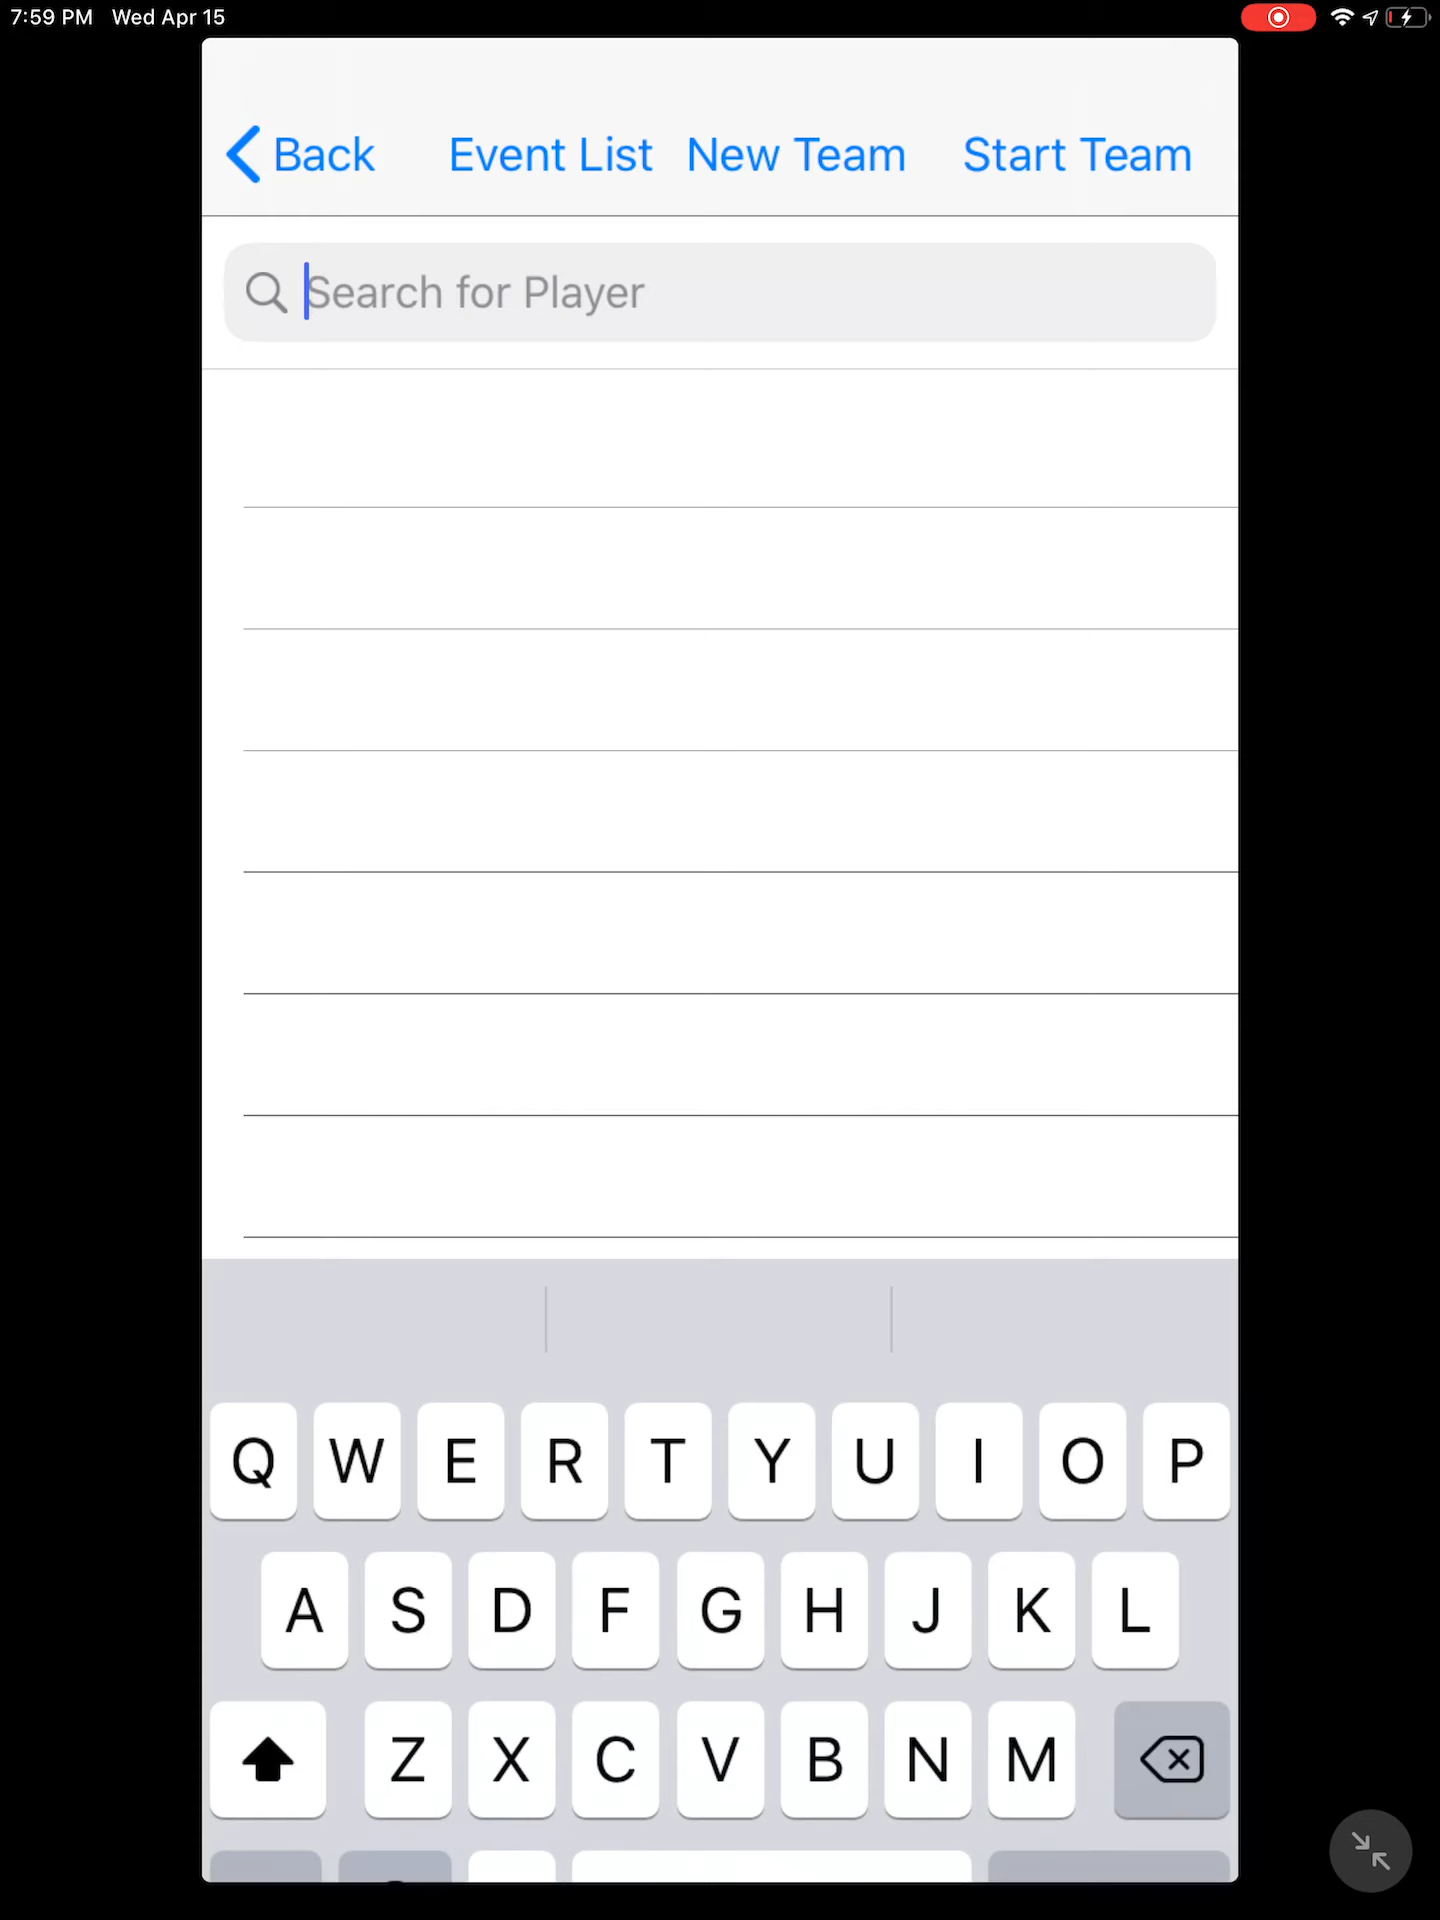 7:59 PM Wed Apr 15
Back Event List New Team Start Team
Search for Player
Q W E R T Y U I O P
A S D F G H J K L
Z X C V B N M